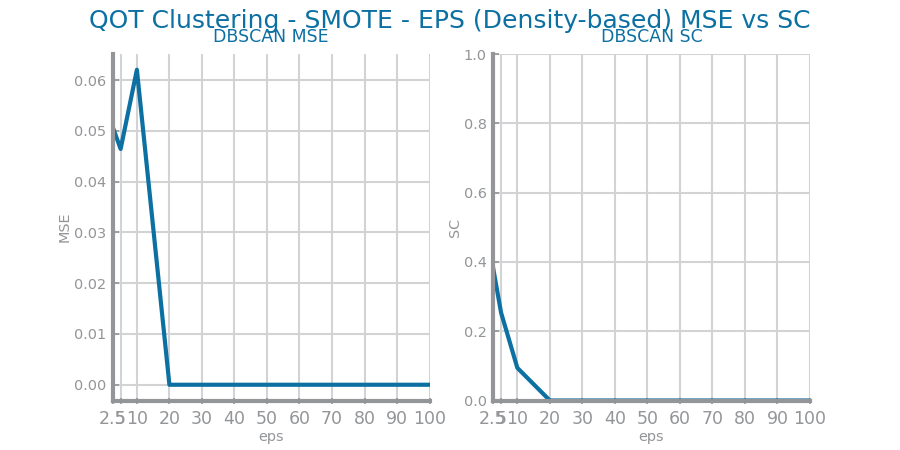 QOT Clustering - SMOTE - EPS (Density-based) MSE vs SC
DBSCAN MSE
0.06
0.05
0.04
0.03
0.02
0.01
0.00
MSE
2.5 5 10 20 30 40 50 60 70 80 90 100
eps
DBSCAN SC
1.0
0.8
0.6
0.4
0.2
0.0
SC
2.5 5 10 20 30 40 50 60 70 80 90 100
eps